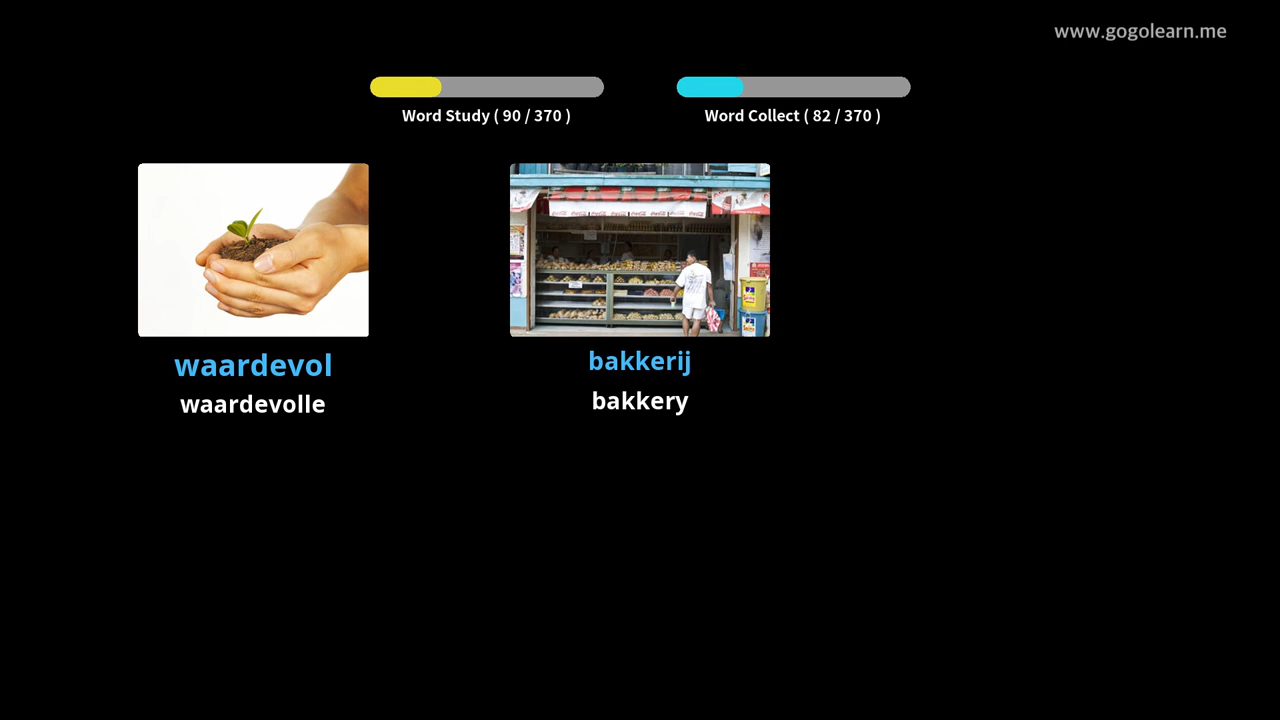 www.gogolearn.me
Word Study ( 90 / 370 )
Word Collect ( 82 / 370 )
waardevol
waardevolle
bakkerij
bakkery